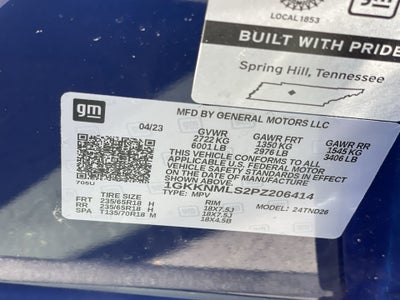 LOCAL1853
gm
BUILT WITH PRIDE
Spring Hill, Tennessee
gm
MFD BY GENERAL MOTORS LLC
04/23
GVWR GAWR FRT GAWR RR
2722 KG 1350 KG 1545 KG
6001 LB 2976 LB 3406 LB
THIS VEHICLE CONFORMS TO ALL
APPLICABLE U.S. FEDERAL MOTOR
VEHICLE SAFETY STANDARDS IN EFFECT
ON THE DATE OF MANUFACTURE SHOWN ABOVE.
1GKKNMLS2PZ206414
TYPE: MPV MODEL: 24TND26
705U
TIRE SIZE RIM
FRT 235/65R18 H 18X7.5J
RR 235/65R18 H 18X7.5J
SPA T135/70R18 M 18X4.5B